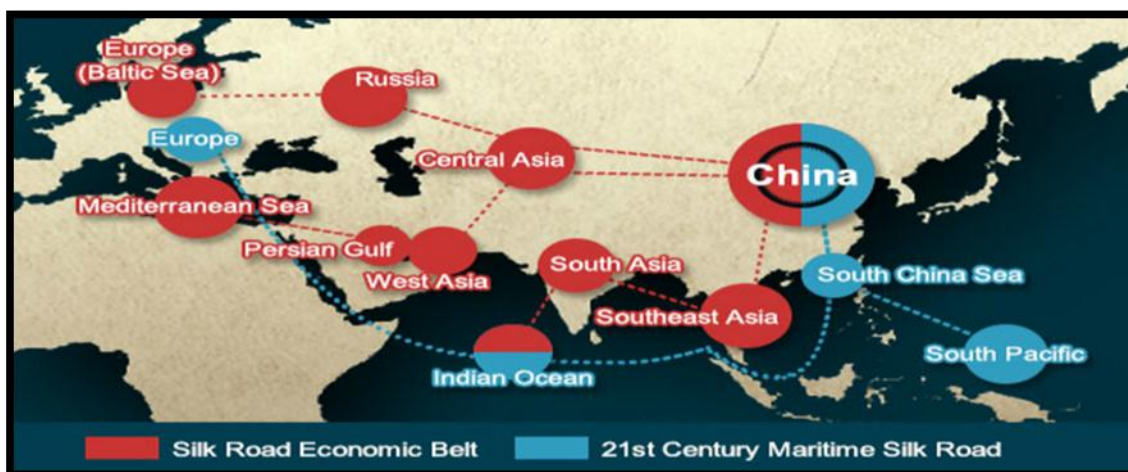 Europe
(Baltic Sea)
Russia
Europe
Central Asia
China
Mediterranean Sea
Persian Gulf
West Asia
South Asia
South China Sea
Southeast Asia
Indian Ocean
South Pacific
Silk Road Economic Belt
21st Century Maritime Silk Road